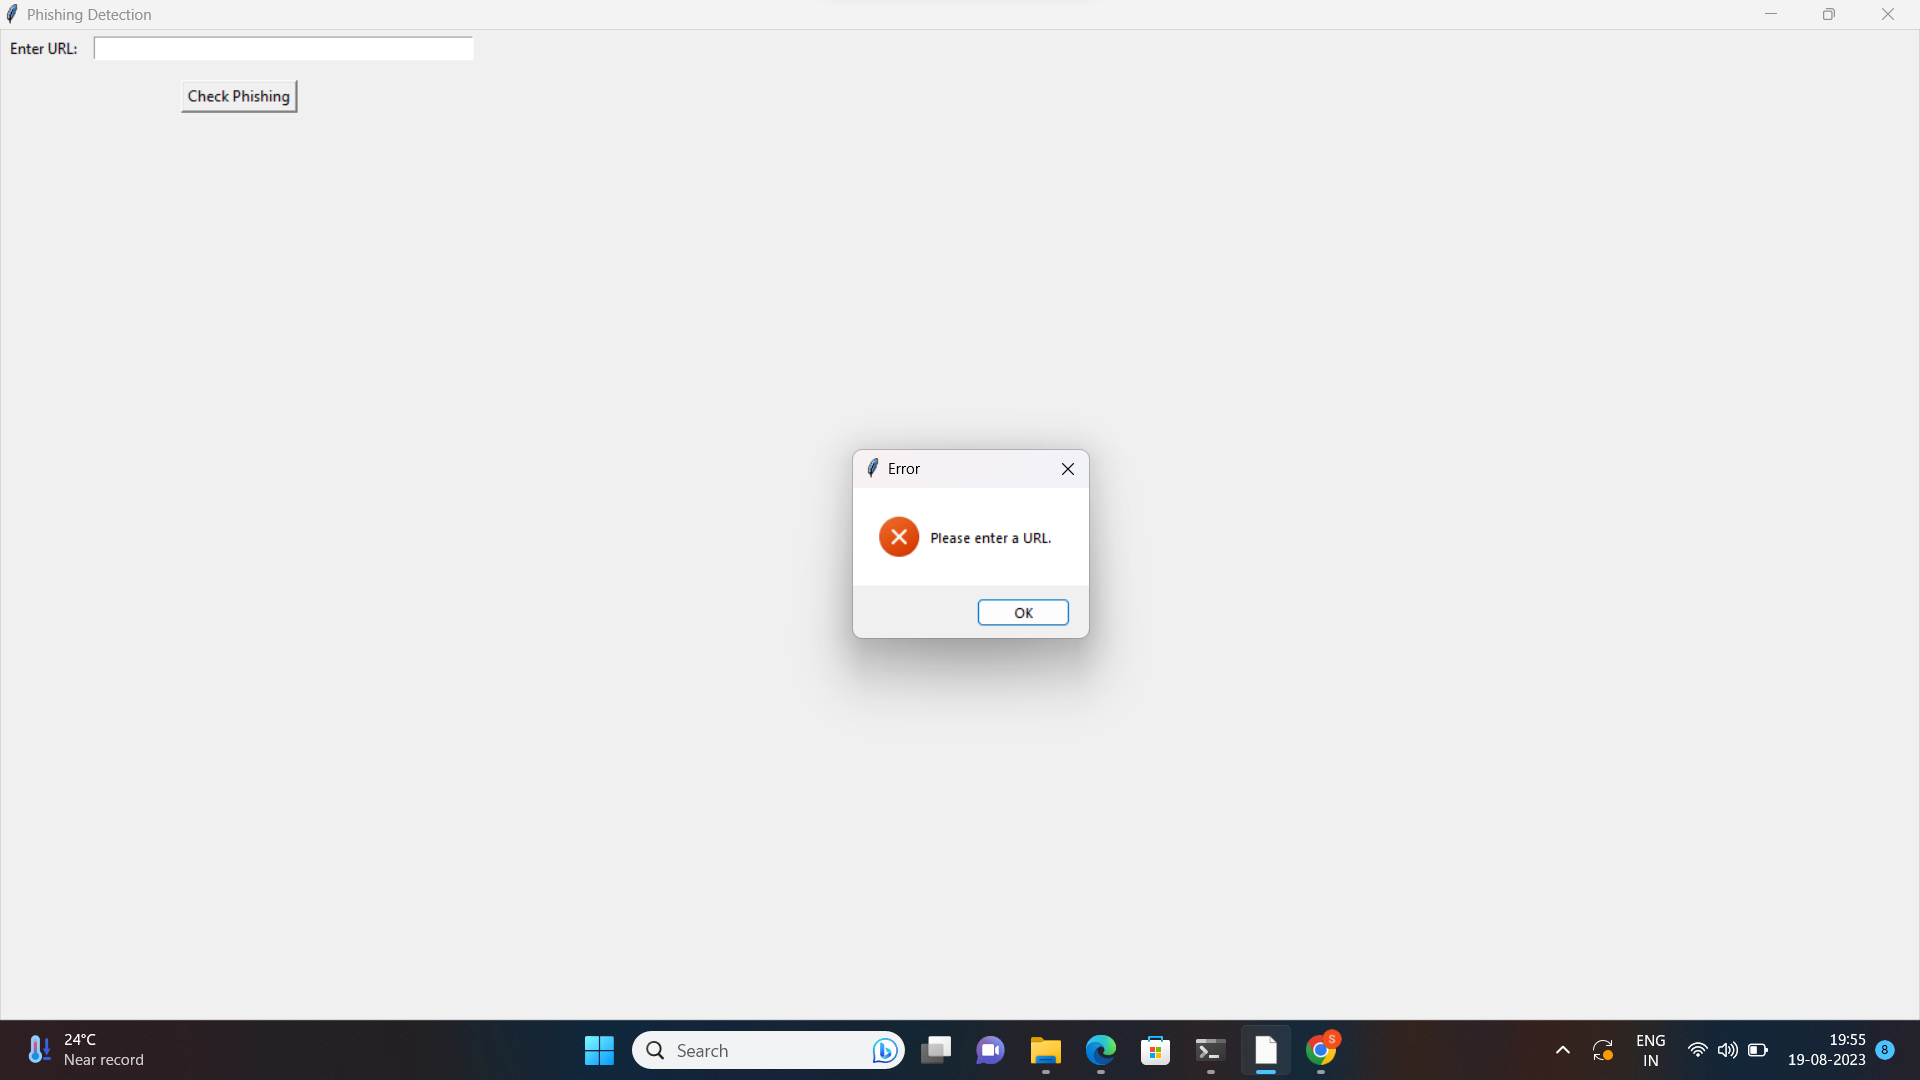 Phishing Detection
Enter URL:
Check Phishing
Error
Please enter a URL.
OK
24°C
Near record
Search
S
ENG
IN
19:55
19-08-2023
8